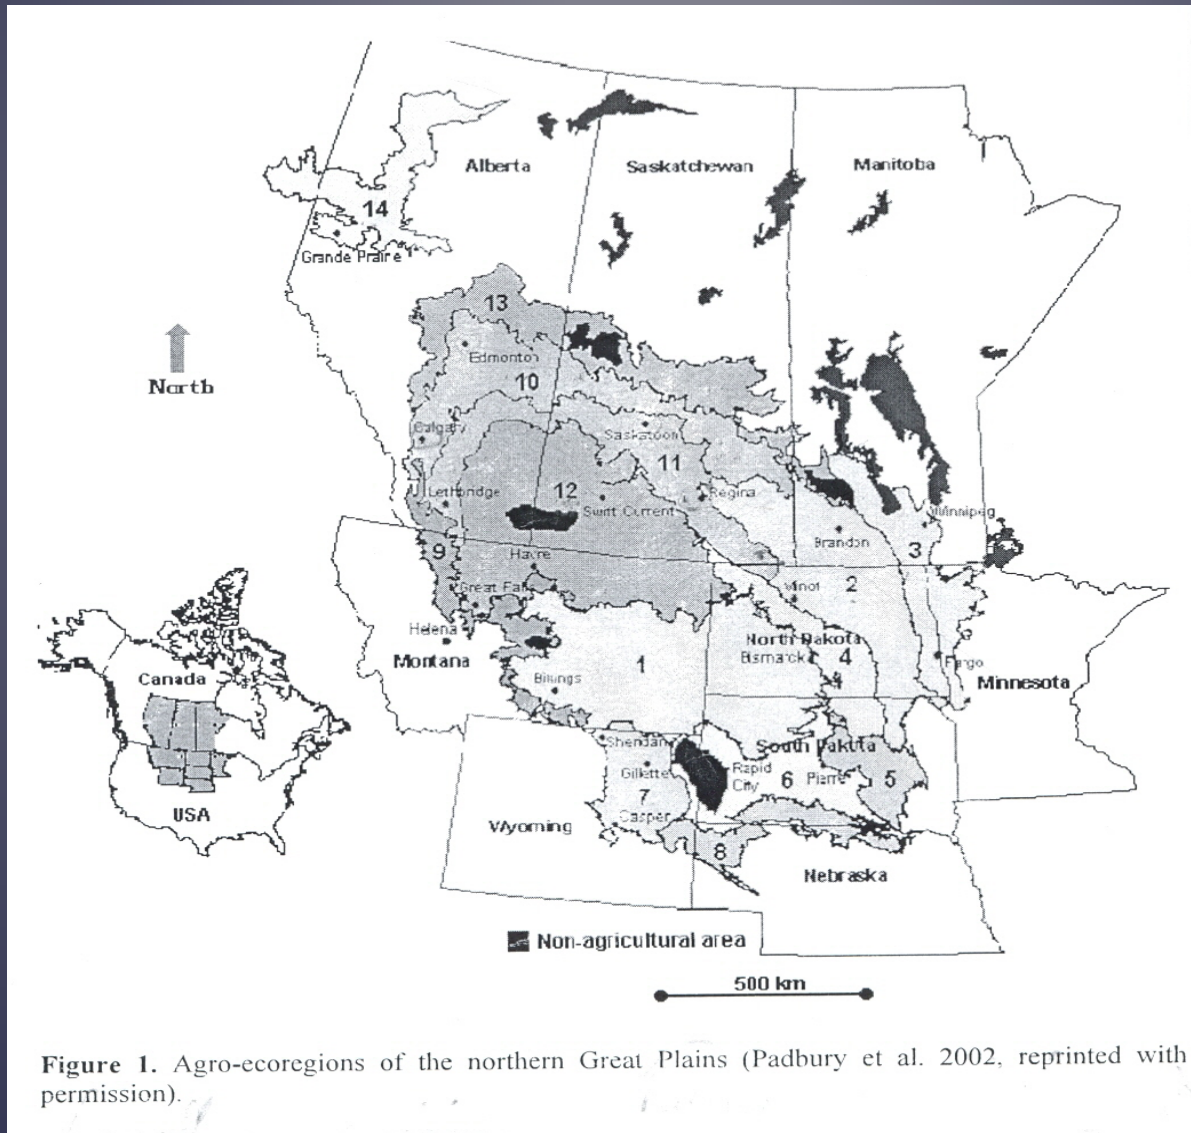 Alberta
Saskatchewan
Manitoba
14
Grande Prairie
13
North
Edmonton
10
Calgary
Saskatoon
11
Lethbridge
12
Swift Current
Regina
Winnipeg
Brandon
3
9
Havre
Great Fall
Minot
2
Helena
Montana
North Dakota
Bismarck
4
1
Fargo
Minnesota
Billings
Canada
USA
Sheridan
South Dakota
Gillette
Rapid
City
6
Pierre
5
7
Casper
Wyoming
8
Nebraska
Non-agricultural area
500 km
Figure 1. Agro-ecoregions of the northern Great Plains (Padbury et al. 2002, reprinted with
permission).